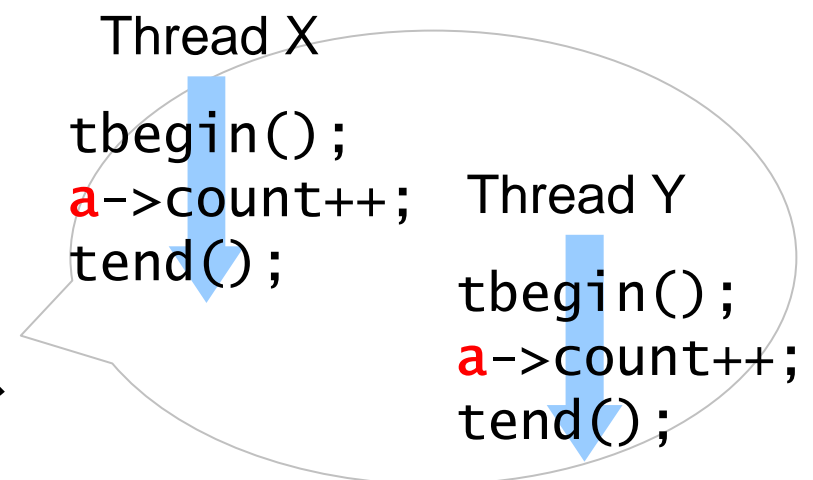 Thread X
tbegin();
a->count++;
tend();
Thread Y
tbegin();
a->count++;
tend();